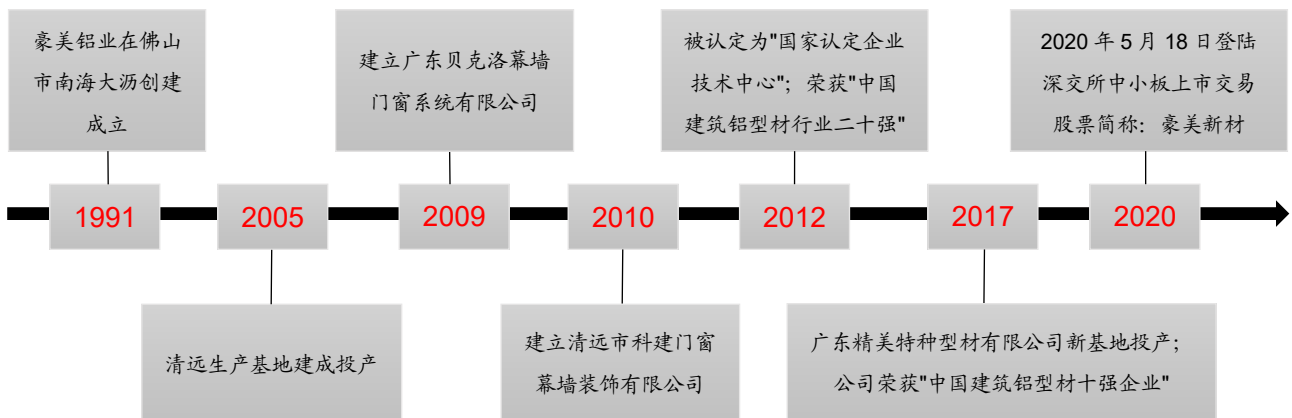 豪美铝业在佛山
市南海大沥创建
成立
建立广东贝克洛幕墙
门窗系统有限公司
被认定为"国家认定企业
技术中心"；荣获"中国
建筑铝型材行业二十强"
2020 年 5 月 18 日登陆
深交所中小板上市交易
股票简称：豪美新材
1991
2005
2009
2010
2012
2017
2020
清远生产基地建成投产
建立清远市科建门窗
幕墙装饰有限公司
广东精美特种型材有限公司新基地投产；
公司荣获"中国建筑铝型材十强企业"